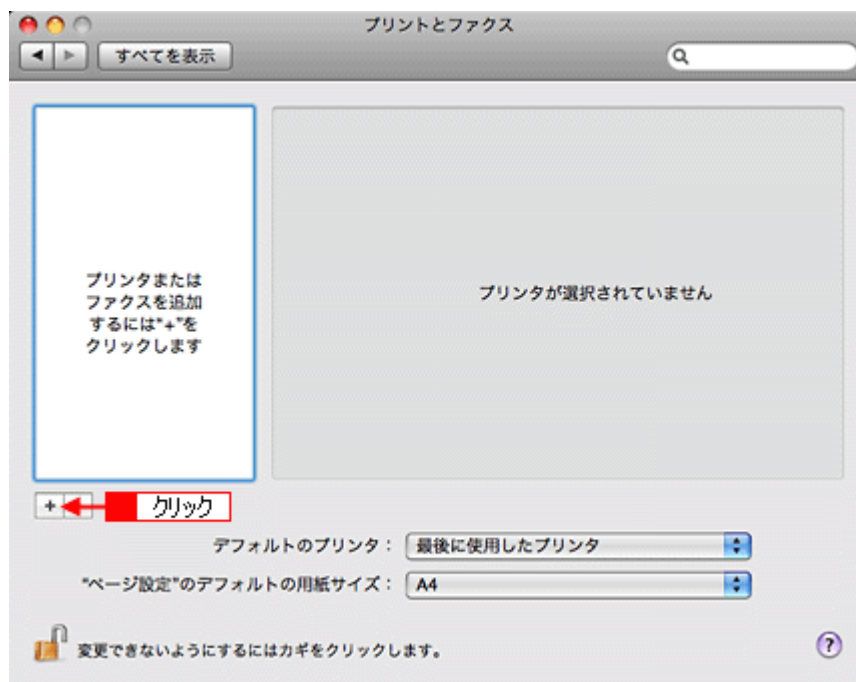 プリントとファクス
すべてを表示
プリンタまたは
ファクスを追加
するには“+”を
クリックします
プリンタが選択されていません
+
クリック
デフォルトのプリンタ： 最後に使用したプリンタ
“ページ設定”のデフォルトの用紙サイズ： A4
変更できないようにするにはカギをクリックします。
?